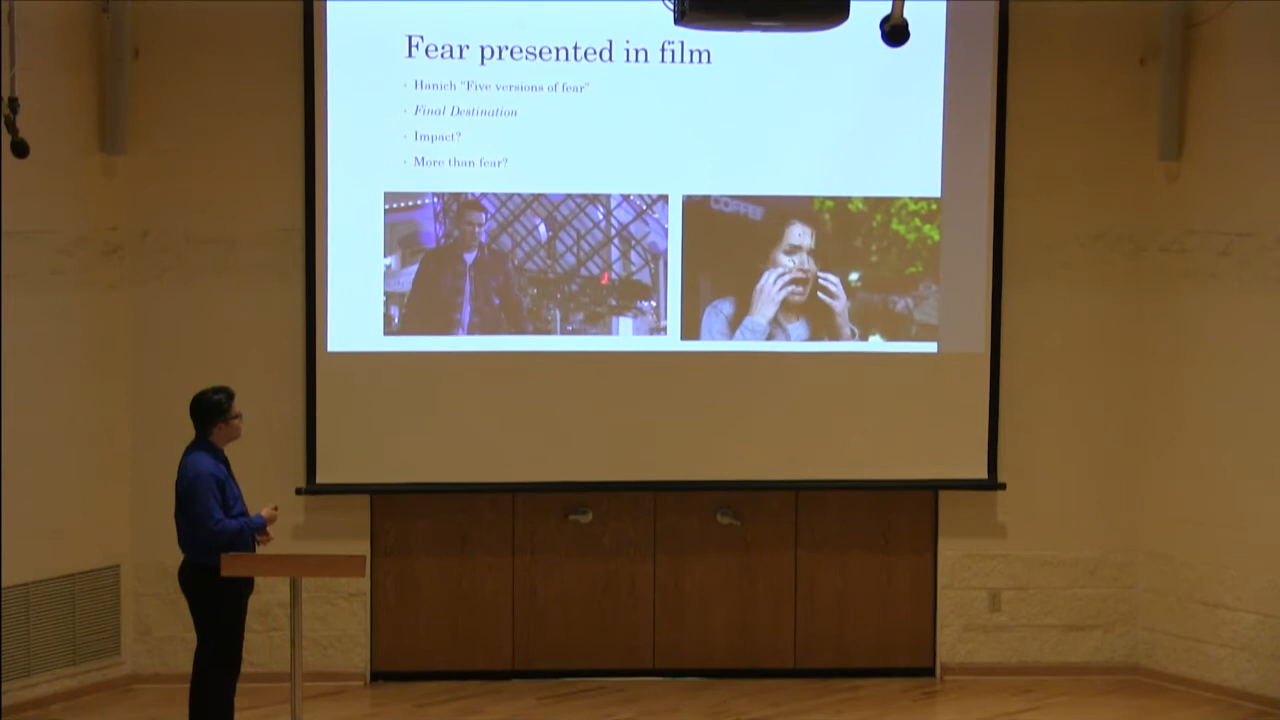 Fear presented in film
Hanich "Five versions of fear"
Final Destination
Impact?
More than fear?
COFFEE